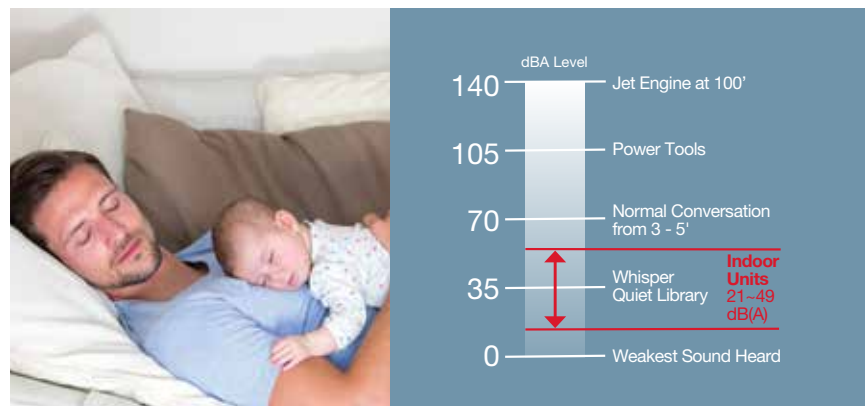 dBA Level
140
Jet Engine at 100’
105
Power Tools
70
Normal Conversation
from 3 - 5'
35
Whisper
Quiet Library
Indoor
Units
21~49
dB(A)
0
Weakest Sound Heard